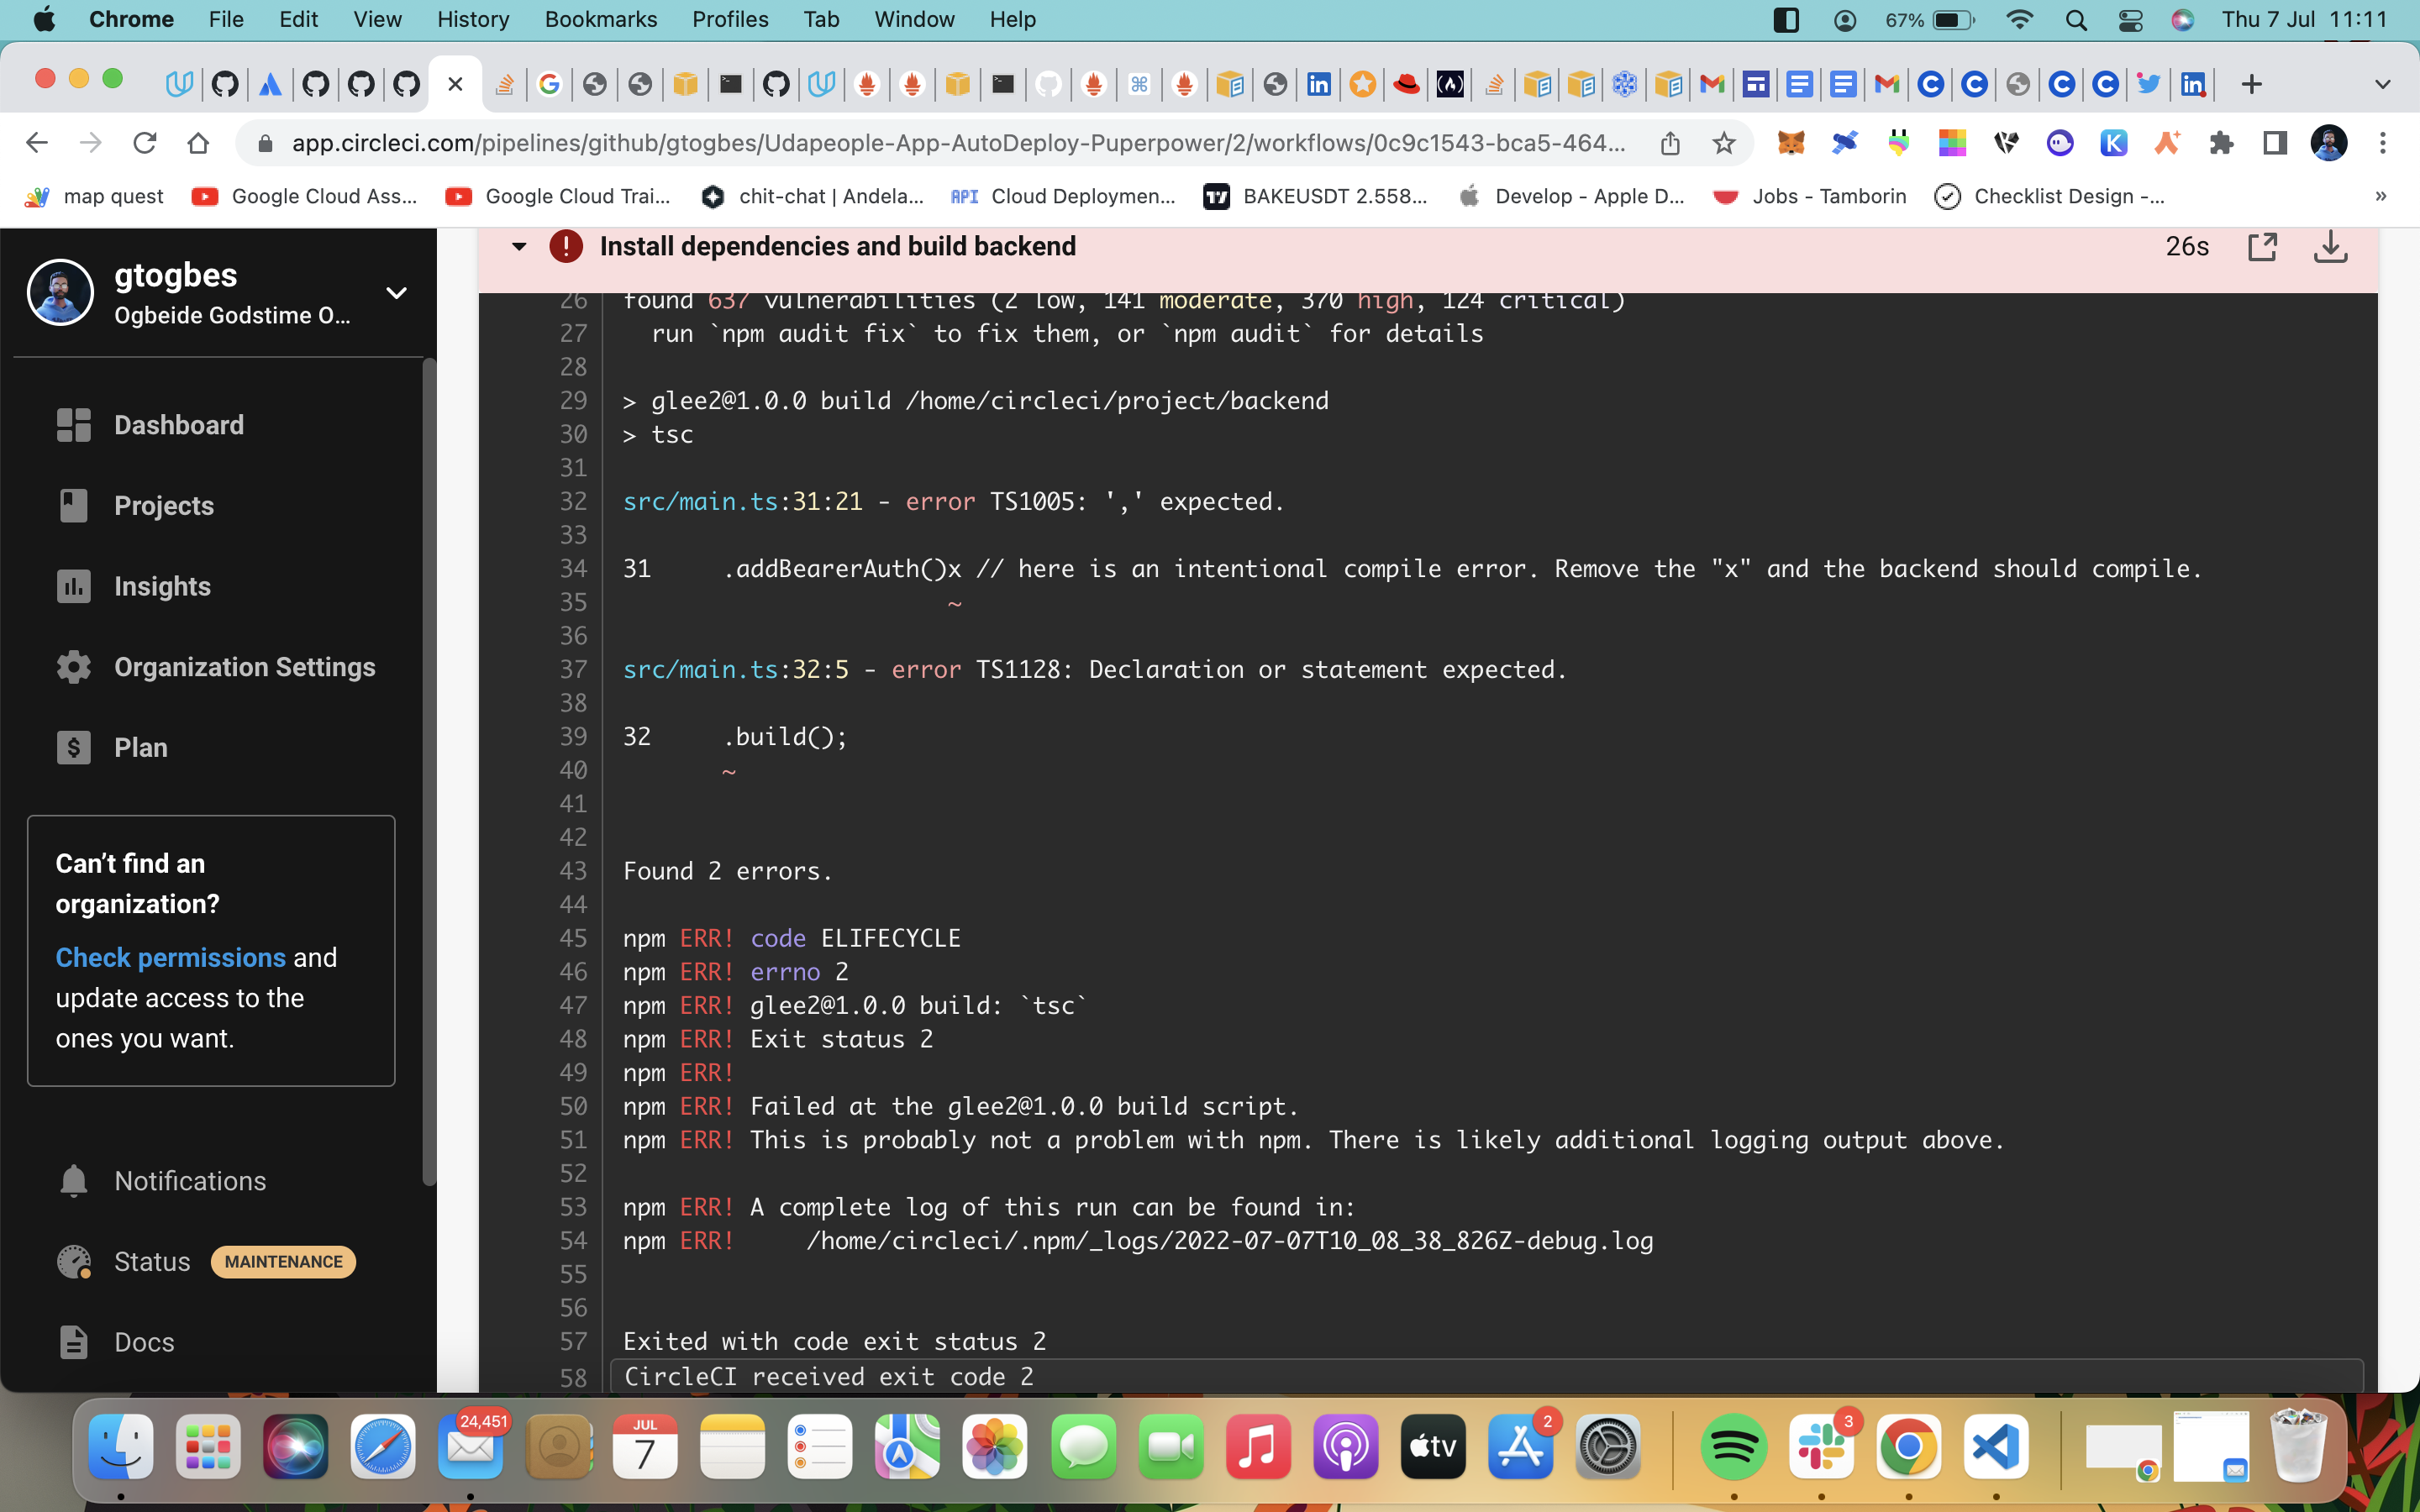 Chrome File Edit View History Bookmarks Profiles Tab Window Help 67% Thu 7 Jul 11:11
app.circleci.com/pipelines/github/gtogbes/Udapeople-App-AutoDeploy-Puperpower/2/workflows/0c9c1543-bca5-464...
map quest Google Cloud Ass... Google Cloud Trai... chit-chat | Andela... API Cloud Deploymen... BAKEUSDT 2.558... Develop - Apple D... Jobs - Tamborin Checklist Design -... »
gtogbes
Ogbeide Godstime O...
Dashboard
Projects
Insights
Organization Settings
Plan
Can't find an
organization?
Check permissions and
update access to the
ones you want.
Notifications
Status MAINTENANCE
Docs
Install dependencies and build backend 26s
26 found 637 vulnerabilities (2 low, 141 moderate, 370 high, 124 critical)
27 run `npm audit fix` to fix them, or `npm audit` for details
28
29 > glee2@1.0.0 build /home/circleci/project/backend
30 > tsc
31
32 src/main.ts:31:21 - error TS1005: ',' expected.
33
34 31 .addBearerAuth()x // here is an intentional compile error. Remove the "x" and the backend should compile.
35 ~
36
37 src/main.ts:32:5 - error TS1128: Declaration or statement expected.
38
39 32 .build();
40 ~
41
42
43 Found 2 errors.
44
45 npm ERR! code ELIFECYCLE
46 npm ERR! errno 2
47 npm ERR! glee2@1.0.0 build: `tsc`
48 npm ERR! Exit status 2
49 npm ERR!
50 npm ERR! Failed at the glee2@1.0.0 build script.
51 npm ERR! This is probably not a problem with npm. There is likely additional logging output above.
52
53 npm ERR! A complete log of this run can be found in:
54 npm ERR! /home/circleci/.npm/_logs/2022-07-07T10_08_38_826Z-debug.log
55
56
57 Exited with code exit status 2
58 CircleCI received exit code 2
24,451
JUL
7
tv
2
3